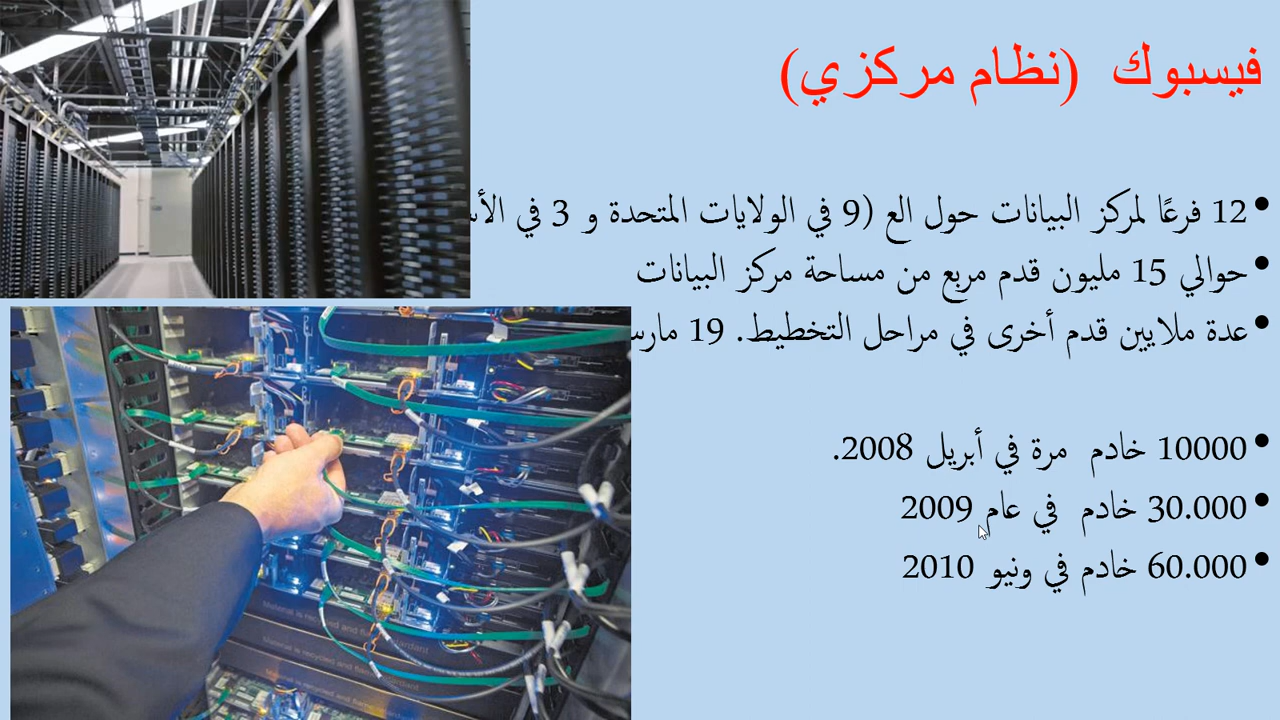 فيسبوك (نظام مركزي)
• 12 فرعًا لمركز البيانات حول الع (9 في الولايات المتحدة و 3 في
• حوالي 15 مليون قدم مربع من مساحة مركز البيانات
• عدة ملايين قدم أخرى في مراحل التخطيط. 19 مارس
• 10000 خادم مرة في أبريل 2008.
• 30.000 خادم في عام 2009
• 60.000 خادم في ونيو 2010